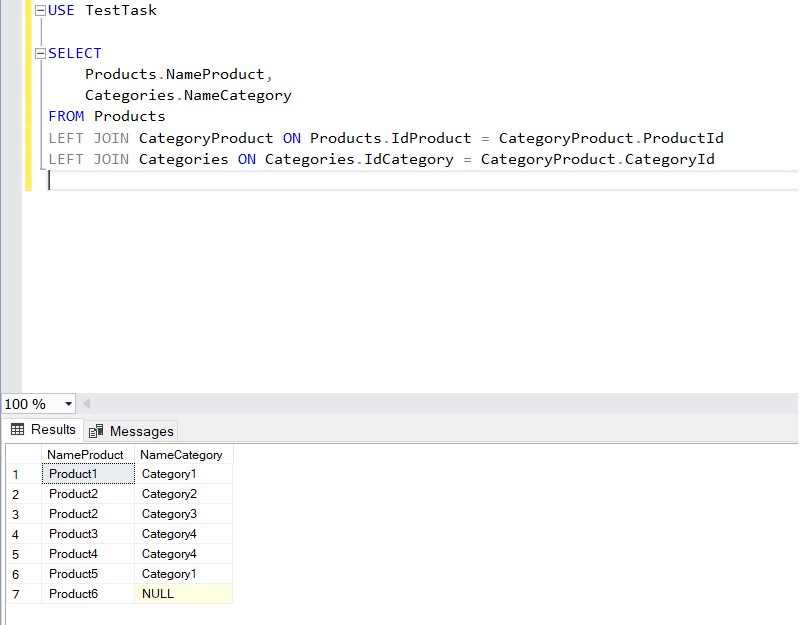 USE TestTask
SELECT
Products.NameProduct,
Categories.NameCategory
FROM Products
LEFT JOIN CategoryProduct ON Products.IdProduct = CategoryProduct.ProductId
LEFT JOIN Categories ON Categories.IdCategory = CategoryProduct.CategoryId
100 %
Results Messages
NameProduct NameCategory
1 Product1 Category1
2 Product2 Category2
3 Product2 Category3
4 Product3 Category4
5 Product4 Category4
6 Product5 Category1
7 Product6 NULL